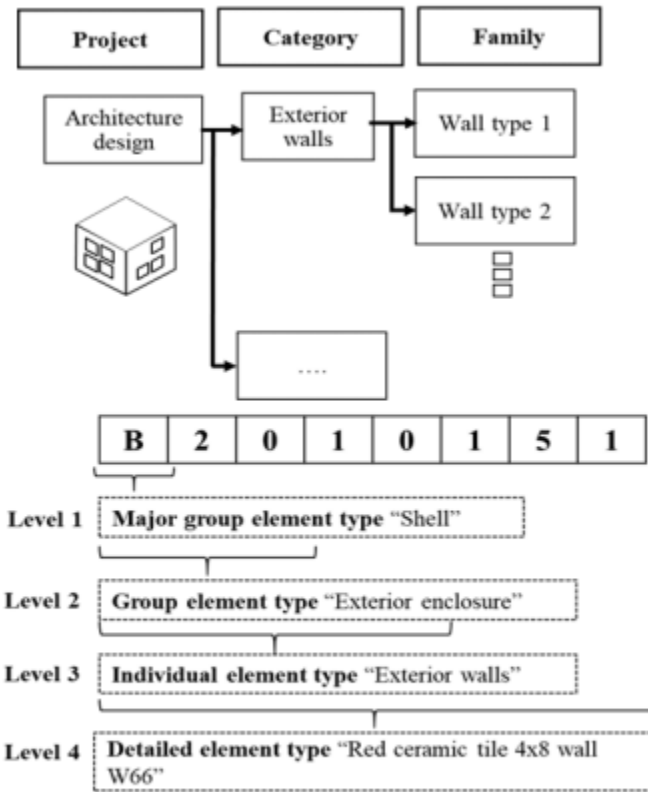 Project Category Family
Architecture design Exterior walls Wall type 1
Wall type 2
....
B 2 0 1 0 1 5 1
Level 1 Major group element type “Shell”
Level 2 Group element type “Exterior enclosure”
Level 3 Individual element type “Exterior walls”
Level 4 Detailed element type “Red ceramic tile 4x8 wall
W66”